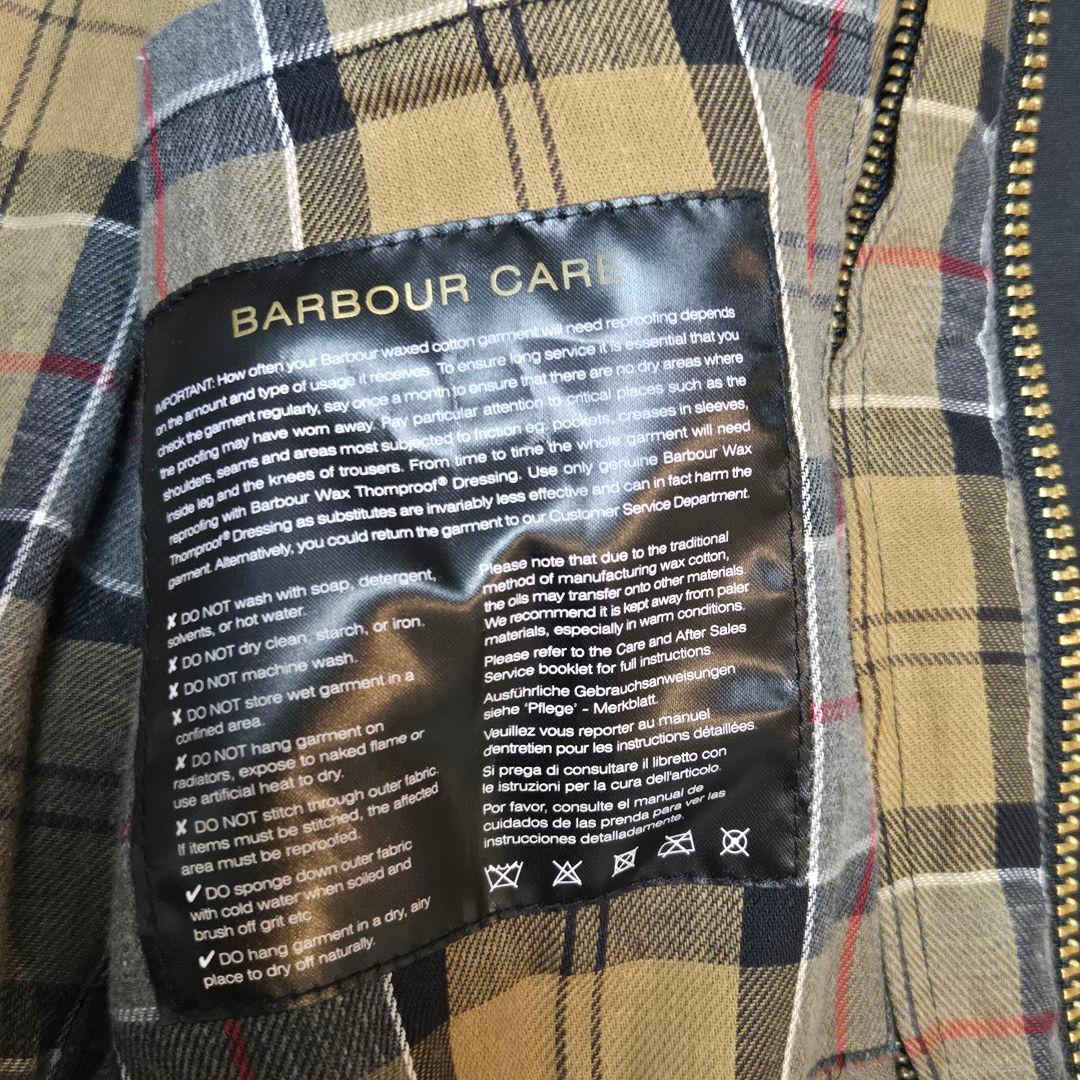 BARBOUR CARE
IMPORTANT: How often your Barbour waxed cotton garment will need reproofing depends
on the amount and type of usage it receives. To ensure long service it is essential that you
check the garment regularly, say once a month to ensure that there are no dry areas where
the proofing may have worn away. Pay particular attention to critical places such as the
shoulders, seams and areas most subjected to friction eg. pockets, creases in sleeves,
inside leg and the knees of trousers. From time to time the whole garment will need
reproofing with Barbour Wax Thornproof® Dressing. Use only genuine Barbour Wax
Thornproof® Dressing as substitutes are invariably less effective and can in fact harm the
garment. Alternatively, you could return the garment to our Customer Service Department.
✘ DO NOT wash with soap, detergent,
solvents, or hot water.
✘ DO NOT dry clean, starch, or iron.
✘ DO NOT machine wash.
✘ DO NOT store wet garment in a
confined area.
✘ DO NOT hang garment on
radiators, expose to naked flame or
use artificial heat to dry.
✘ DO NOT stitch through outer fabric.
If items must be stitched, the affected
area must be reproofed.
✔ DO sponge down outer fabric
with cold water when soiled and
brush off grit etc
✔ DO hang garment in a dry, airy
place to dry off naturally.
Please note that due to the traditional
method of manufacturing wax cotton,
the oils may transfer onto other materials.
We recommend it is kept away from paler
materials, especially in warm conditions.
Please refer to the Care and After Sales
Service booklet for full instructions.
Ausführliche Gebrauchsanweisungen
siehe 'Pflege' - Merkblatt.
Veuillez vous reporter au manuel
d'entretien pour les instructions détaillées
Si prega di consultare il libretto con
le istruzioni per la cura dell'articolo.
Por favor, consulte el manual de
cuidados de las prenda para ver las
instrucciones detalladamente.